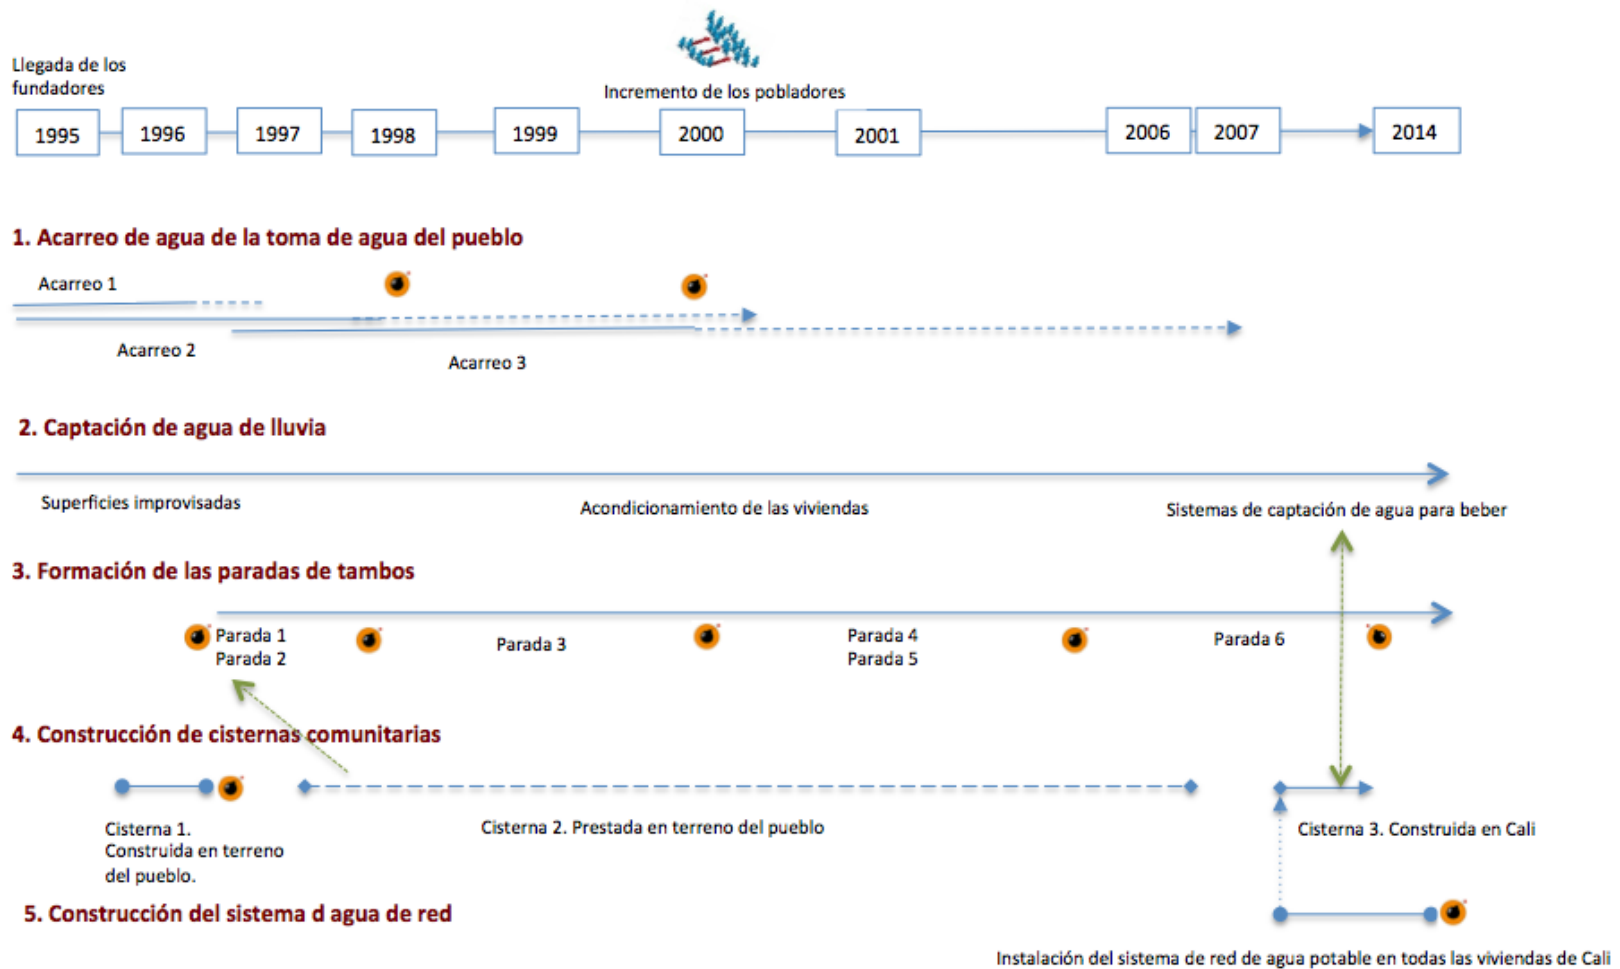 Llegada de los
fundadores
Incremento de los pobladores
1995 1996 1997 1998 1999 2000 2001 2006 2007 2014
1. Acarreo de agua de la toma de agua del pueblo
Acarreo 1
Acarreo 2
Acarreo 3
2. Captación de agua de lluvia
Superficies improvisadas
Acondicionamiento de las viviendas
Sistemas de captación de agua para beber
3. Formación de las paradas de tambos
Parada 1
Parada 2
Parada 3
Parada 4
Parada 5
Parada 6
4. Construcción de cisternas comunitarias
Cisterna 1.
Construida en terreno
del pueblo.
Cisterna 2. Prestada en terreno del pueblo
Cisterna 3. Construida en Cali
5. Construcción del sistema d agua de red
Instalación del sistema de red de agua potable en todas las viviendas de Cali